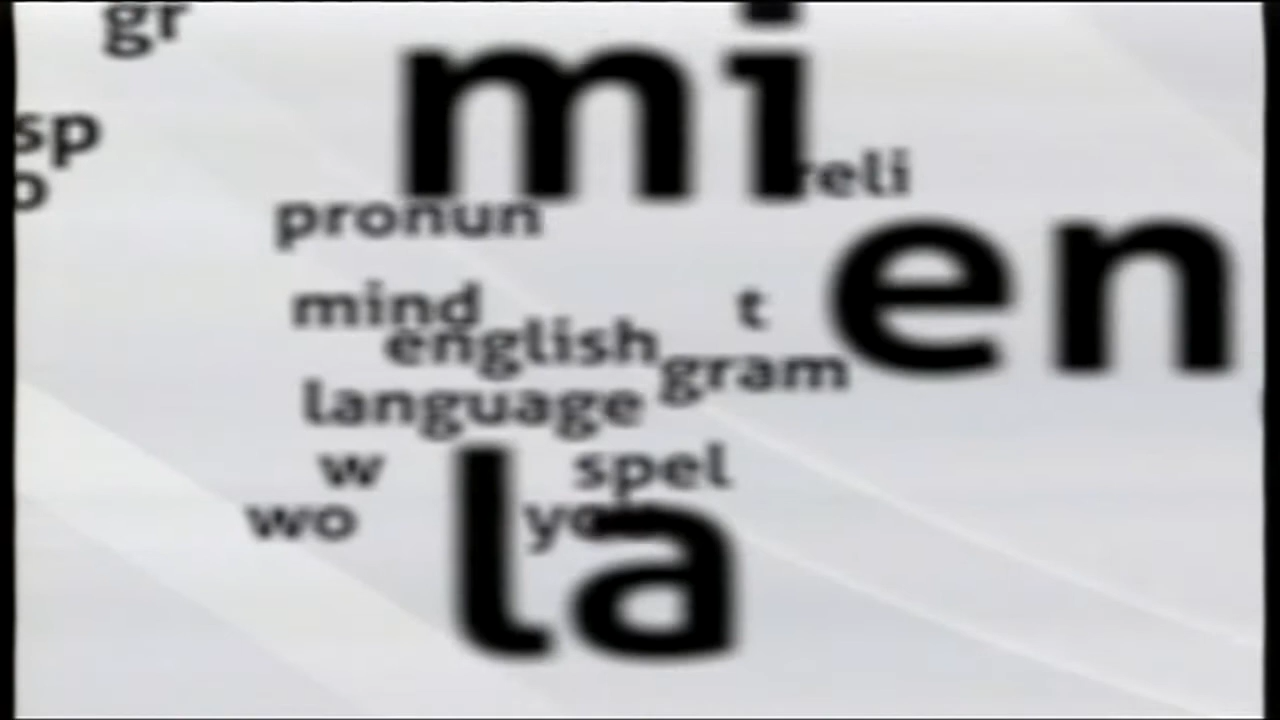 gr
mi
sp
o
reli
pronun
en
mind
t
english
gram
language
w
spel
la
wo